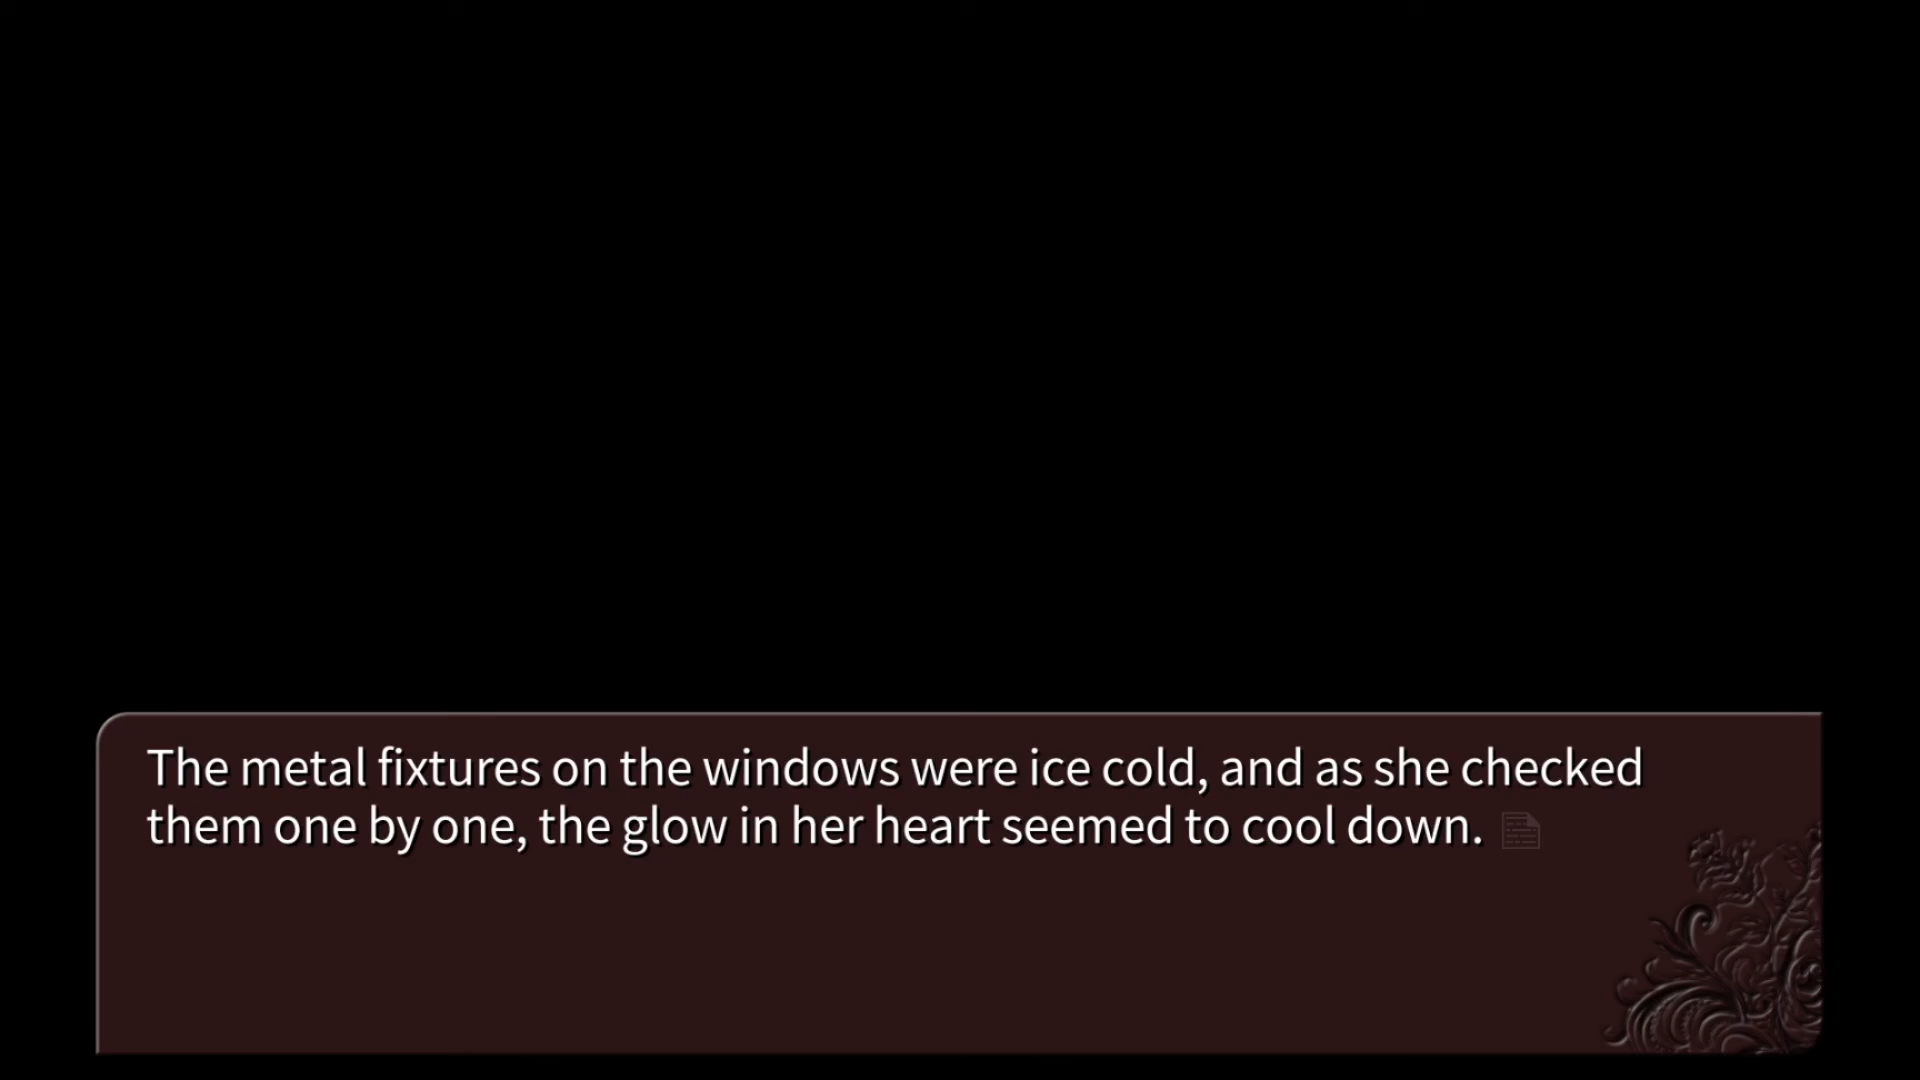 The metal fixtures on the windows were ice cold, and as she checked
them one by one, the glow in her heart seemed to cool down.